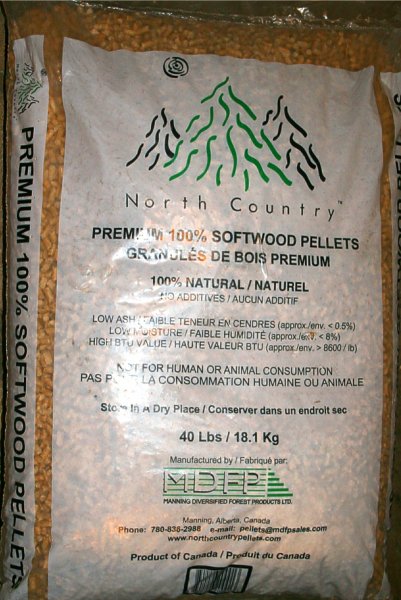 North Country™
PREMIUM 100% SOFTWOOD PELLETS
GRANULÉS DE BOIS PREMIUM
100% NATURAL / NATUREL
NO ADDITIVES / AUCUN ADDITIF
LOW ASH / FAIBLE TENEUR EN CENDRES (approx./env. < 0.5%)
LOW MOISTURE / FAIBLE HUMIDITÉ (approx./env. < 8%)
HIGH BTU VALUE / HAUTE VALEUR BTU (approx./env. > 8600 / lb)
NOT FOR HUMAN OR ANIMAL CONSUMPTION
PAS POUR LA CONSOMMATION HUMAINE OU ANIMALE
Store In A Dry Place / Conserver dans un endroit sec
40 Lbs / 18.1 Kg
Manufactured by / Fabriqué par:
MDFP
MANNING DIVERSIFIED FOREST PRODUCTS LTD.
Manning, Alberta, Canada
Phone: 780-836-2988 e-mail: pellets@mdfpsales.com
www.northcountrypellets.com
Product of Canada / Produit du Canada
PREMIUM 100% SOFTWOOD PELLETS